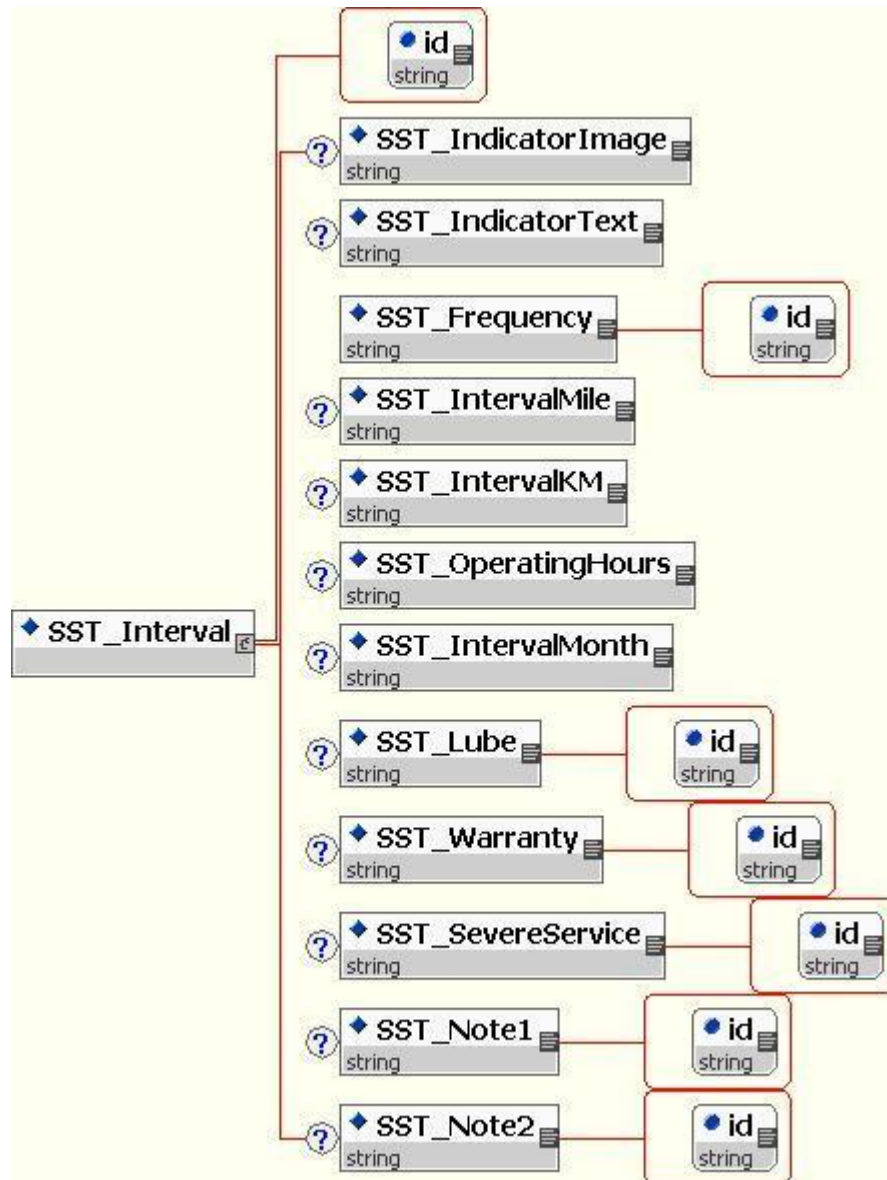 id
string
? SST_IndicatorImage
string
? SST_IndicatorText
string
SST_Frequency
string
id
string
? SST_IntervalMile
string
? SST_IntervalKM
string
? SST_OperatingHours
string
SST_Interval
? SST_IntervalMonth
string
? SST_Lube
string
id
string
? SST_Warranty
string
id
string
? SST_SevereService
string
id
string
? SST_Note1
string
id
string
? SST_Note2
string
id
string